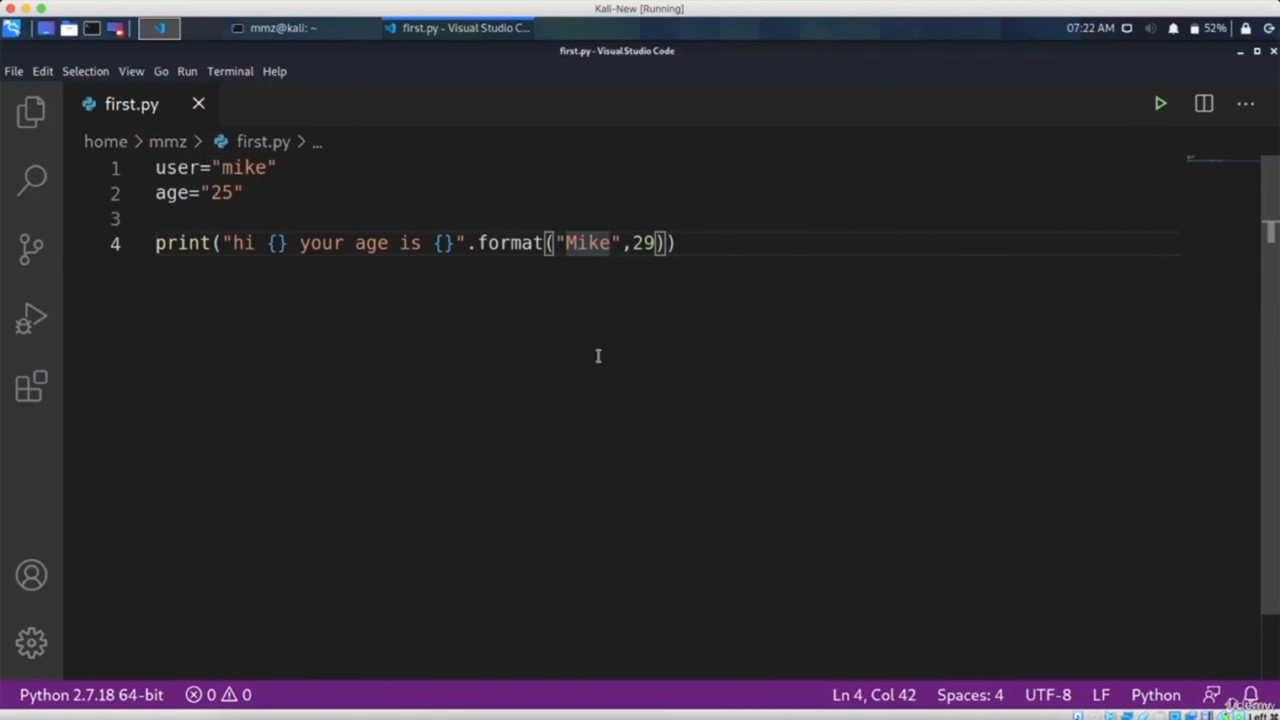 Kali-New [Running]
mmz@kali: ~
first.py - Visual Studio C...
07:22 AM
52%
first.py - Visual Studio Code
File Edit Selection View Go Run Terminal Help
first.py
home > mmz > first.py > ...
1 user="mike"
2 age="25"
3
4 print("hi {} your age is {}".format("Mike",29))
Python 2.7.18 64-bit 0 0 Ln 4, Col 42 Spaces: 4 UTF-8 LF Python
Udemy
Left ⌘